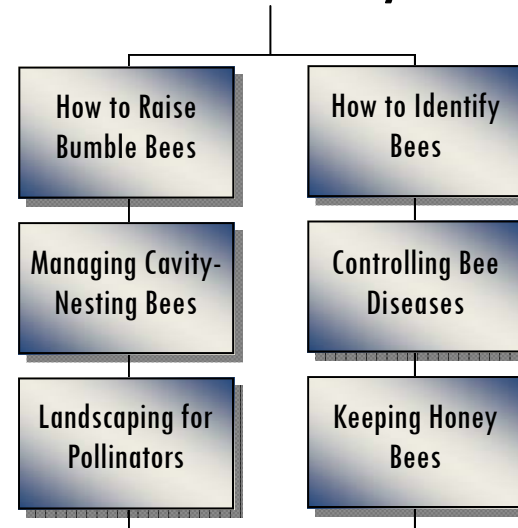 How to Raise
Bumble Bees
How to Identify
Bees
Managing Cavity-
Nesting Bees
Controlling Bee
Diseases
Landscaping for
Pollinators
Keeping Honey
Bees